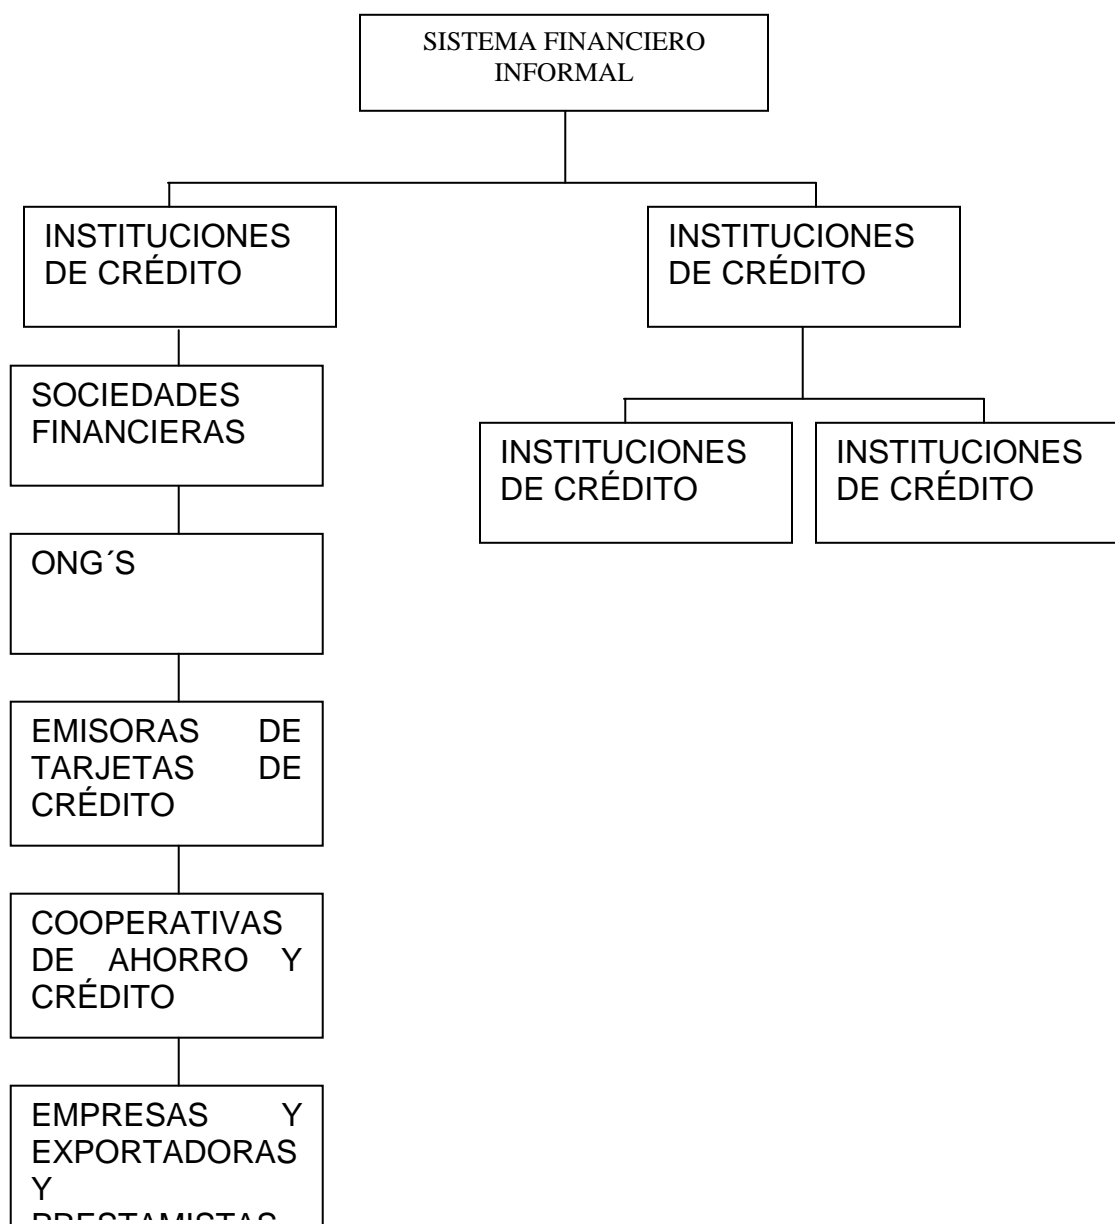 SISTEMA FINANCIERO
INFORMAL
INSTITUCIONES
DE CRÉDITO
INSTITUCIONES
DE CRÉDITO
SOCIEDADES
FINANCIERAS
INSTITUCIONES
DE CRÉDITO
INSTITUCIONES
DE CRÉDITO
ONG´S
EMISORAS DE
TARJETAS DE
CRÉDITO
COOPERATIVAS
DE AHORRO Y
CRÉDITO
EMPRESAS Y
EXPORTADORAS
Y
PRESTAMISTAS